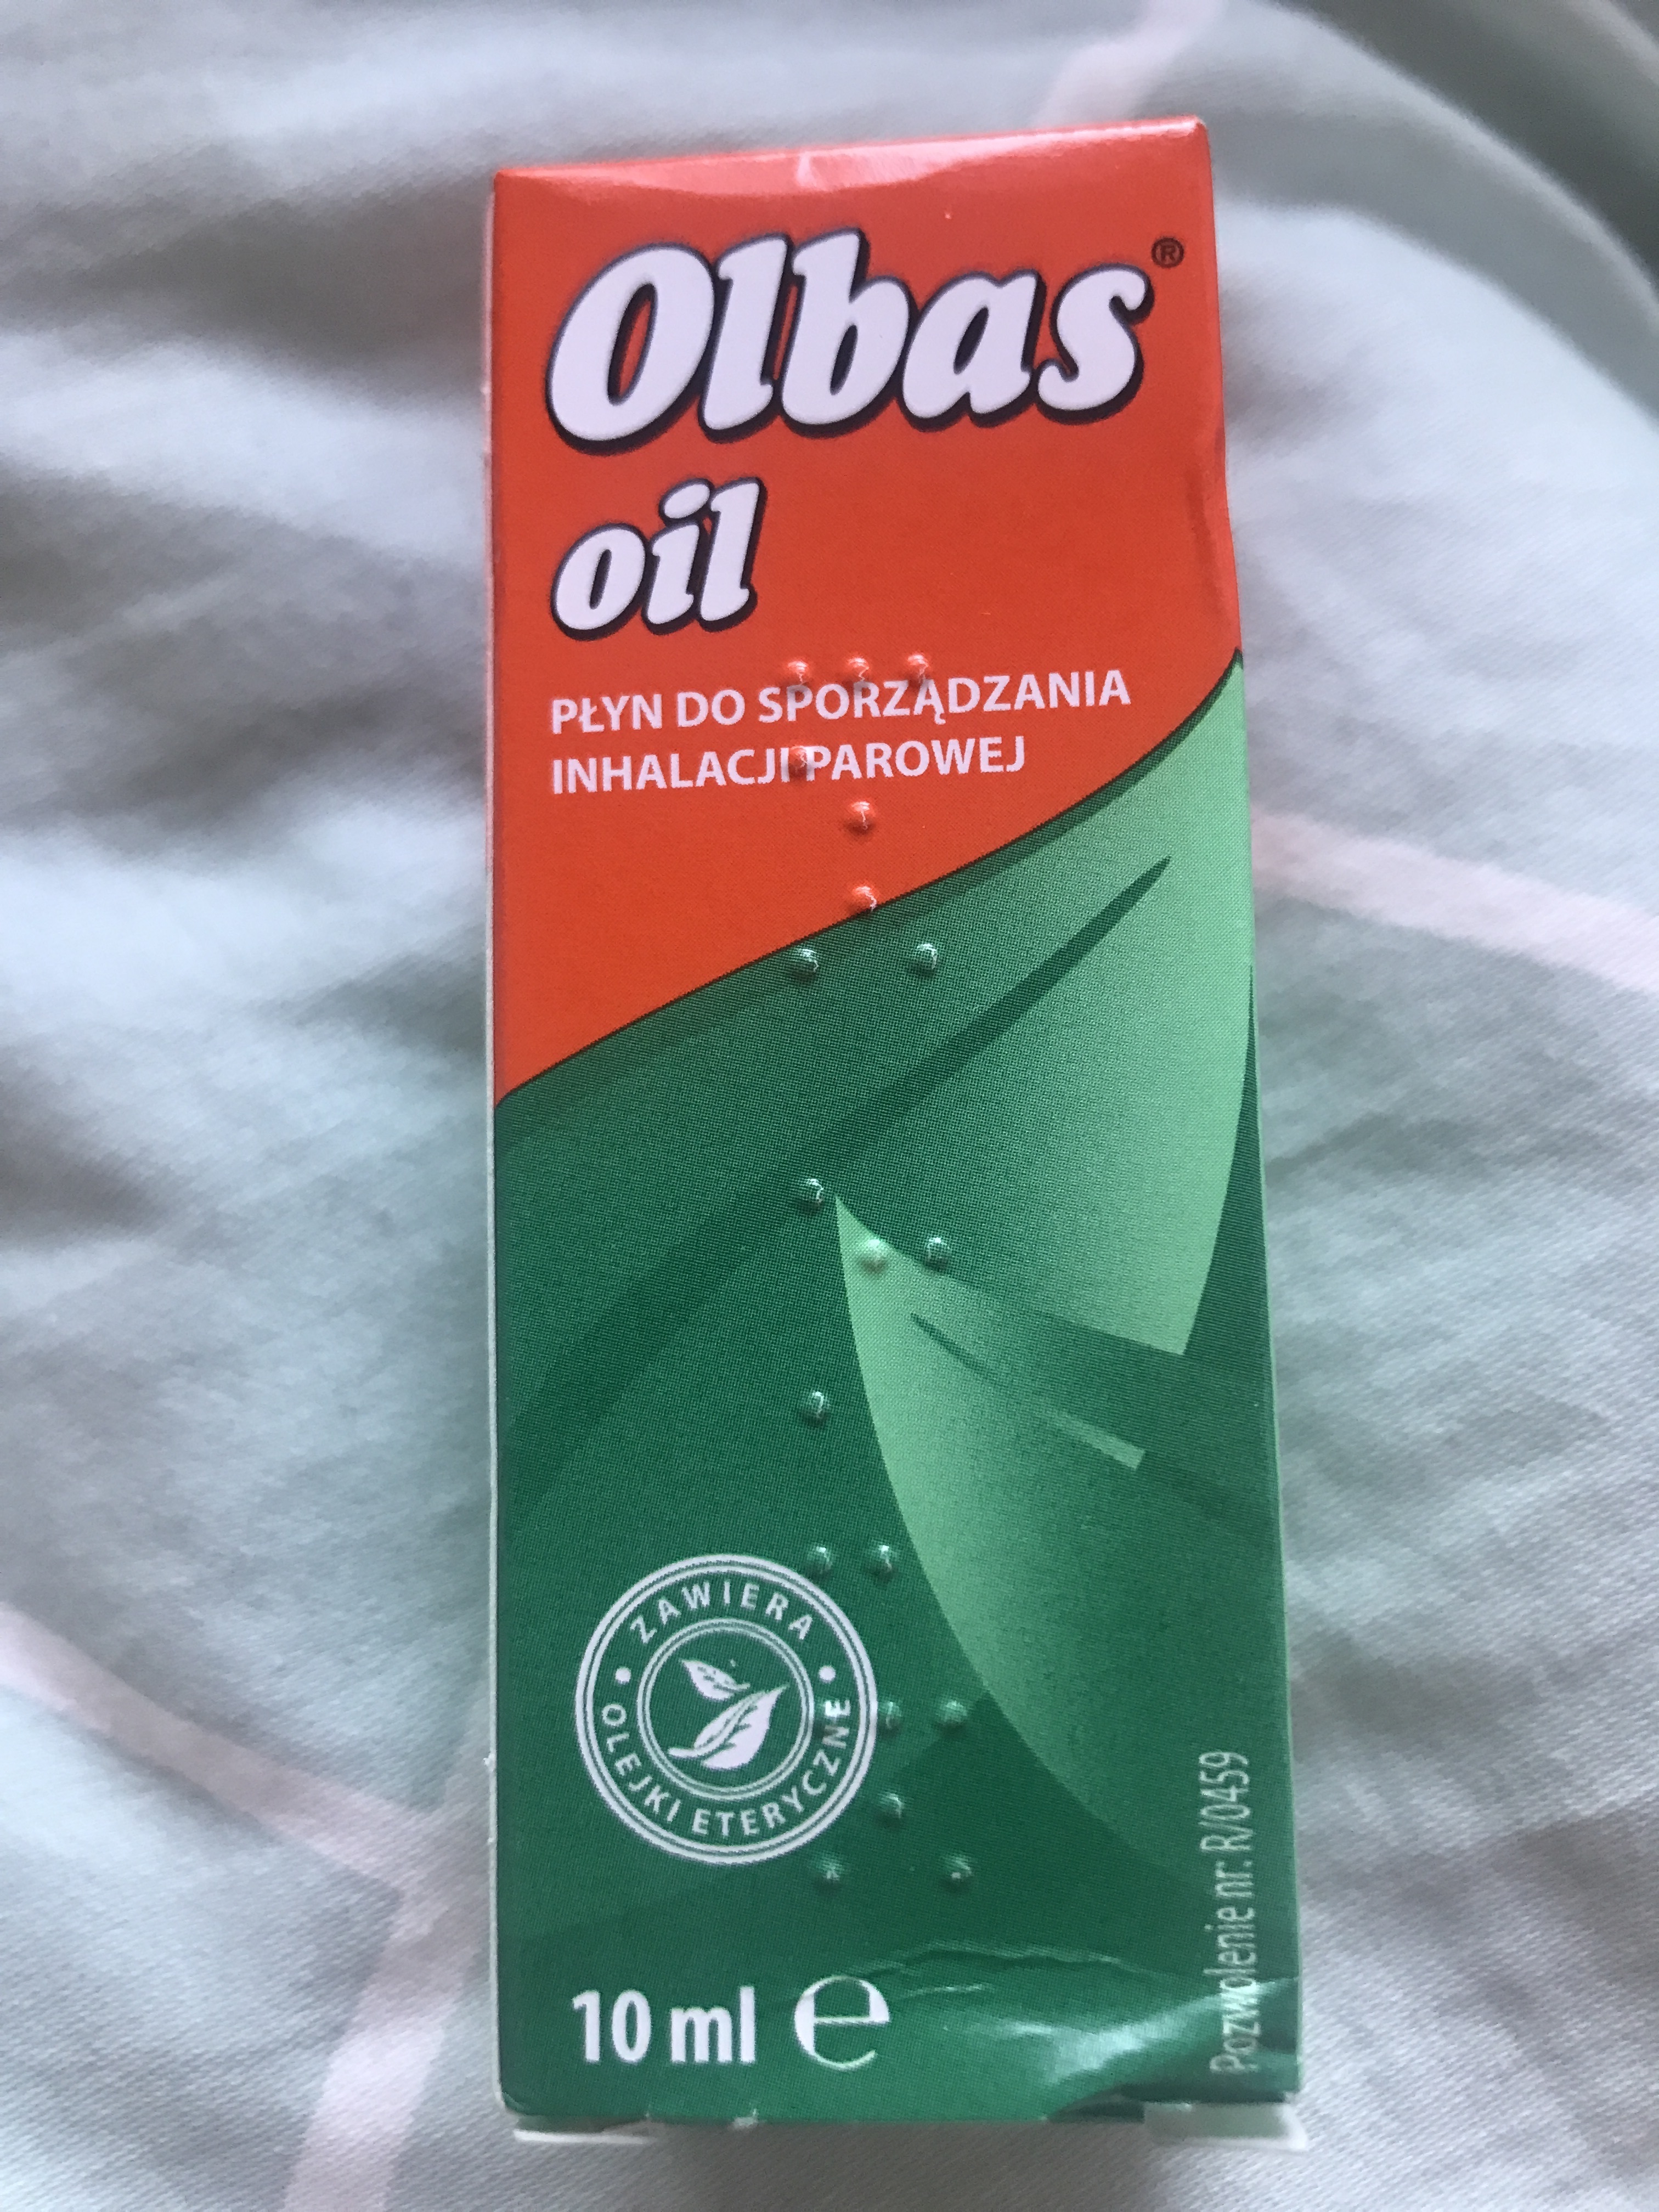 Olbas®
oil
PŁYN DO SPORZĄDZANIA
INHALACJI PAROWEJ
• ZAWIERA •
OLEJKI ETERYCZNE
10 ml ℮
Pozwolenie nr: R/0459